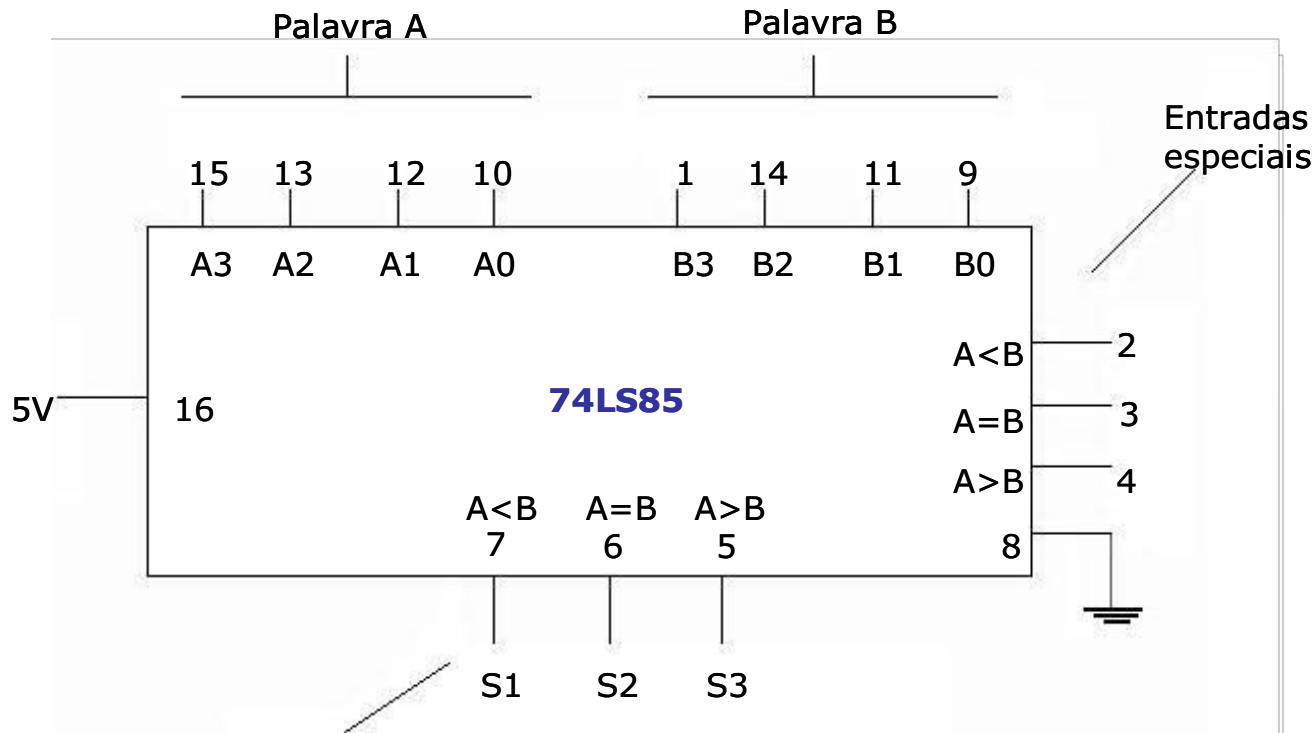 Palavra A
Palavra B
Entradas
especiais
15 13 12 10 1 14 11 9
A3 A2 A1 A0 B3 B2 B1 B0
A<B 2
5V 16 74LS85 A=B 3
A>B 4
A<B A=B A>B
7 6 5 8
S1 S2 S3